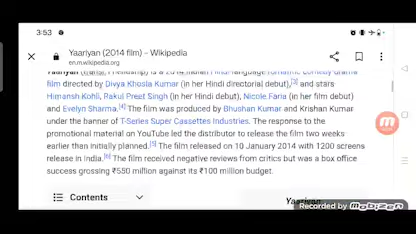 3:53
Yaariyan (2014 film) – Wikipedia
en.m.wikipedia.org
film directed by Divya Khosla Kumar (in her Hindi directorial debut),[3] and stars
Himansh Kohli, Rakul Preet Singh (in her Hindi debut), Nicole Faria (in her film debut)
and Evelyn Sharma.[4] The film was produced by Bhushan Kumar and Krishan Kumar
under the banner of T-Series Super Cassettes Industries. The response to the
promotional material on YouTube led the distributor to release the film two weeks
earlier than initially planned.[5] The film released on 10 January 2014 with 1200 screens
release in India.[6] The film received negative reviews from critics but was a box office
success grossing ₹550 million against its ₹100 million budget.
Contents
Yaariyan
Recorded by Mobizen